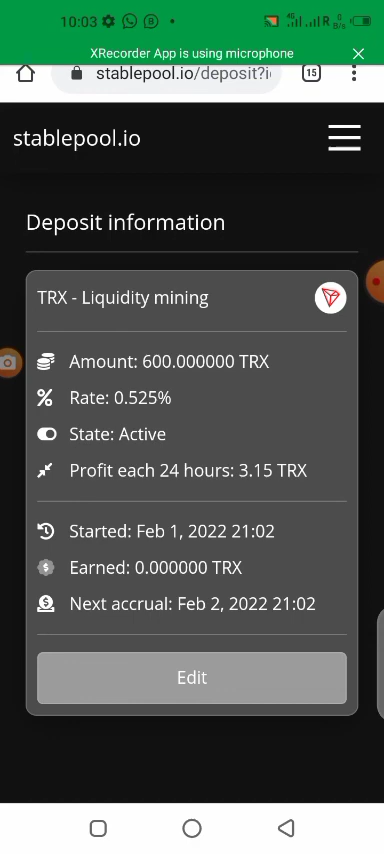 10:03
4G R 6 B/s
XRecorder App is using microphone
stablepool.io/deposit?i
15
stablepool.io
Deposit information
TRX - Liquidity mining
Amount: 600.000000 TRX
Rate: 0.525%
State: Active
Profit each 24 hours: 3.15 TRX
Started: Feb 1, 2022 21:02
Earned: 0.000000 TRX
Next accrual: Feb 2, 2022 21:02
Edit